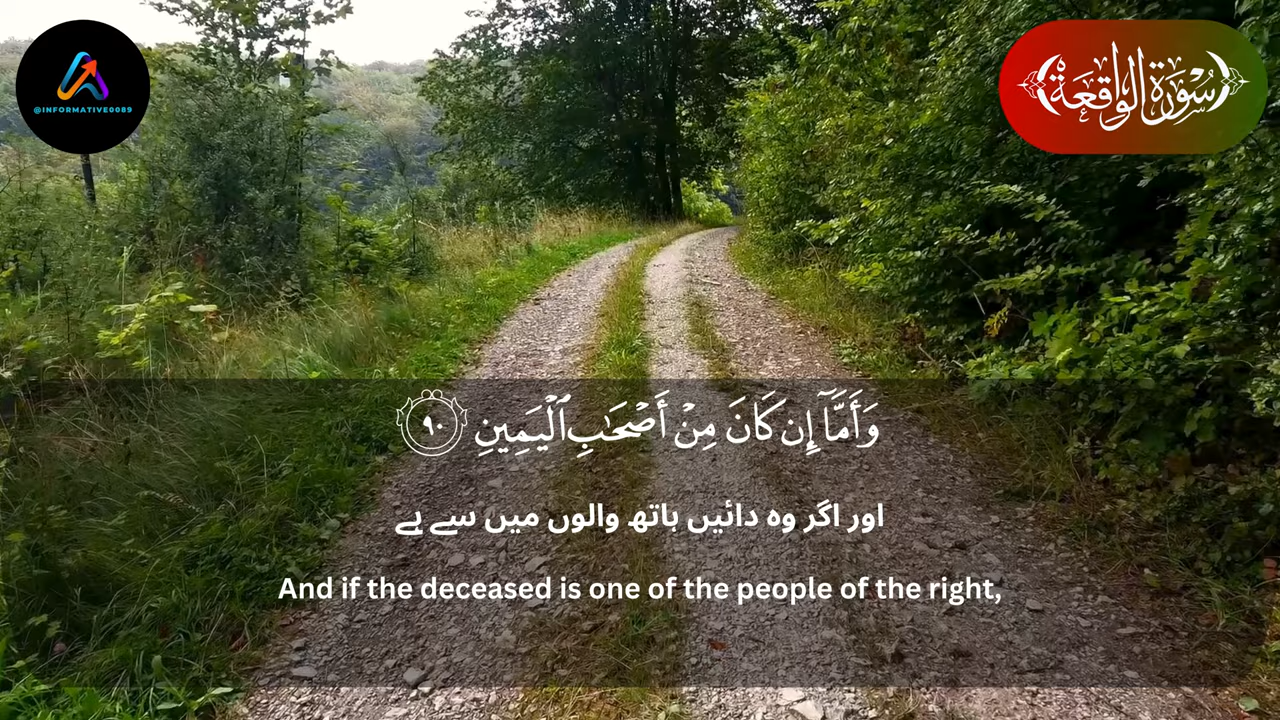 @INFORMATIVE0089
سُورَةُ الوَاقِعَة
وَأَمَّآ إِن كَانَ مِنْ أَصْحَٰبِ ٱلْيَمِينِ ٩٠
اور اگر وہ دائیں ہاتھ والوں میں سے ہے
And if the deceased is one of the people of the right,